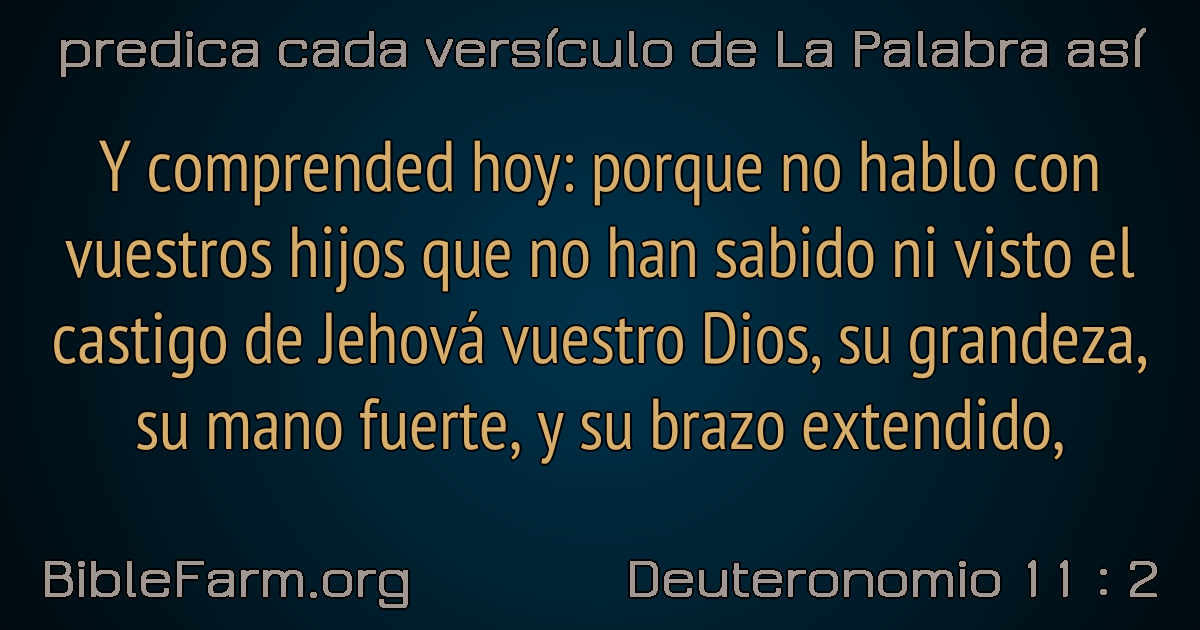 predica cada versículo de La Palabra así
Y comprended hoy: porque no hablo con
vuestros hijos que no han sabido ni visto el
castigo de Jehová vuestro Dios, su grandeza,
su mano fuerte, y su brazo extendido,
BibleFarm.org
Deuteronomio 11 : 2